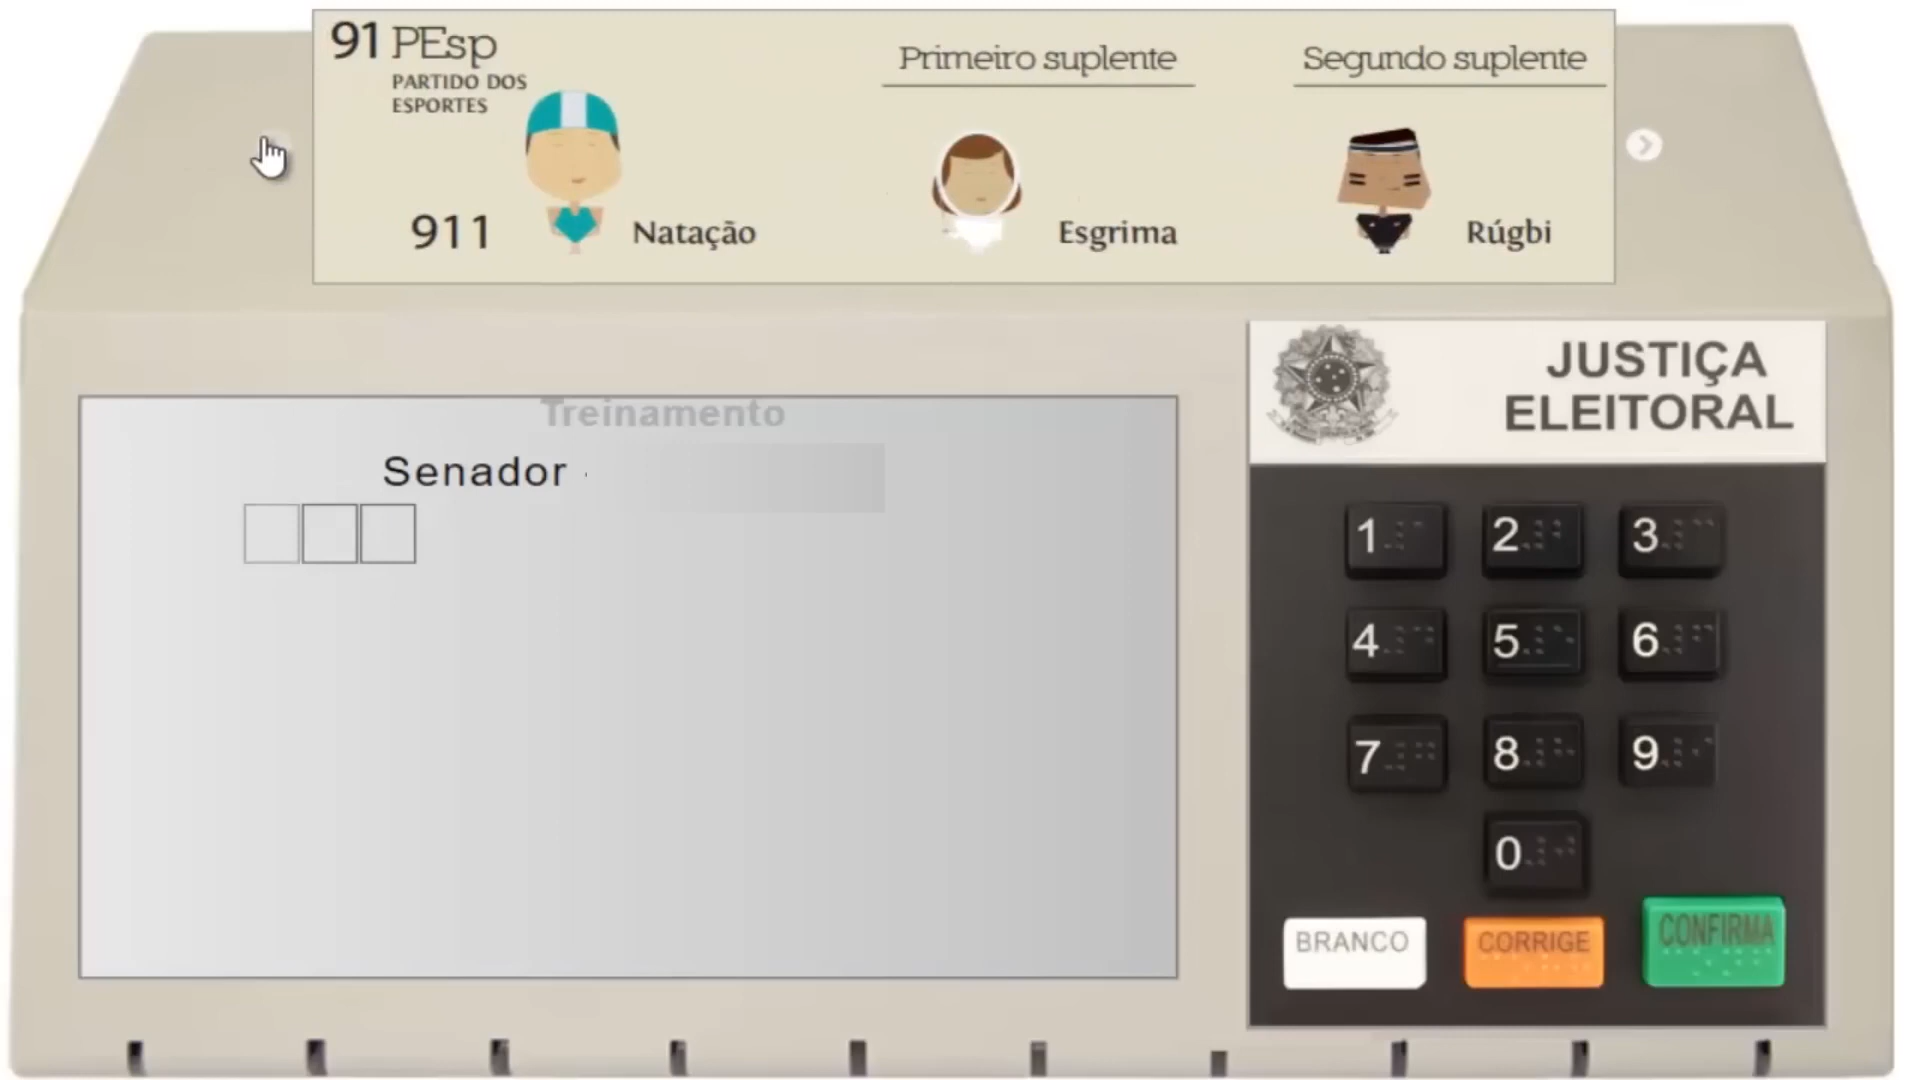 91 PEsp
PARTIDO DOS
ESPORTES
911
Natação
Primeiro suplente
Esgrima
Segundo suplente
Rúgbi
Treinamento
Senador
JUSTIÇA
ELEITORAL
1 2 3
4 5 6
7 8 9
0
BRANCO CORRIGE CONFIRMA